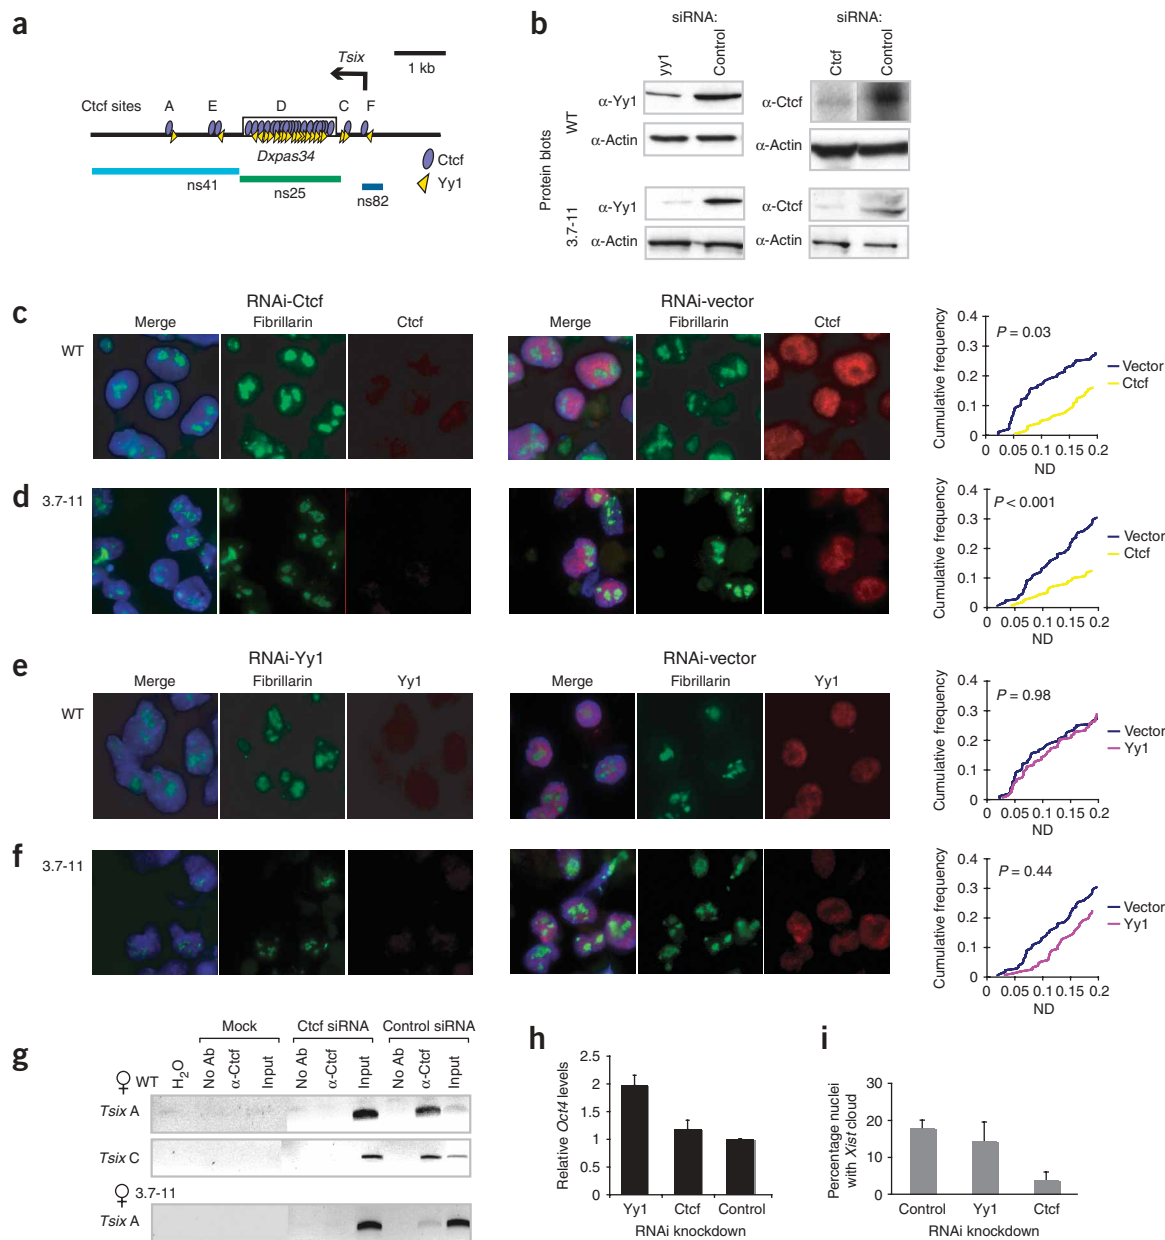 a
Tsix
1 kb
Ctcf sites A E D C F
Dxpas34
Ctcf
Yy1
ns41
ns25
ns82
b
siRNA: siRNA:
yy1 Control Ctcf Control
Protein blots
WT
α-Yy1 α-Ctcf
α-Actin α-Actin
3.7-11
α-Yy1 α-Ctcf
α-Actin α-Actin
c
RNAi-Ctcf RNAi-vector
Merge Fibrillarin Ctcf Merge Fibrillarin Ctcf
WT
Cumulative frequency
0.4
0.3
0.2
0.1
0
P = 0.03
Vector
Ctcf
0 0.05 0.1 0.15 0.2
ND
d
3.7-11
Cumulative frequency
0.4
0.3
0.2
0.1
0
P < 0.001
Vector
Ctcf
0 0.05 0.1 0.15 0.2
ND
e
RNAi-Yy1 RNAi-vector
Merge Fibrillarin Yy1 Merge Fibrillarin Yy1
WT
Cumulative frequency
0.4
0.3
0.2
0.1
0
P = 0.98
Vector
Yy1
0 0.05 0.1 0.15 0.2
ND
f
3.7-11
Cumulative frequency
0.4
0.3
0.2
0.1
0
P = 0.44
Vector
Yy1
0 0.05 0.1 0.15 0.2
ND
g
Mock Ctcf siRNA Control siRNA
♀ WT H2O No Ab α-Ctcf Input No Ab α-Ctcf Input No Ab α-Ctcf Input
Tsix A
Tsix C
♀ 3.7-11
Tsix A
h
Relative Oct4 levels
2.5
2
1.5
1
0.5
0
Yy1 Ctcf Control
RNAi knockdown
i
Percentage nuclei
with Xist cloud
30
20
10
0
Control Yy1 Ctcf
RNAi knockdown